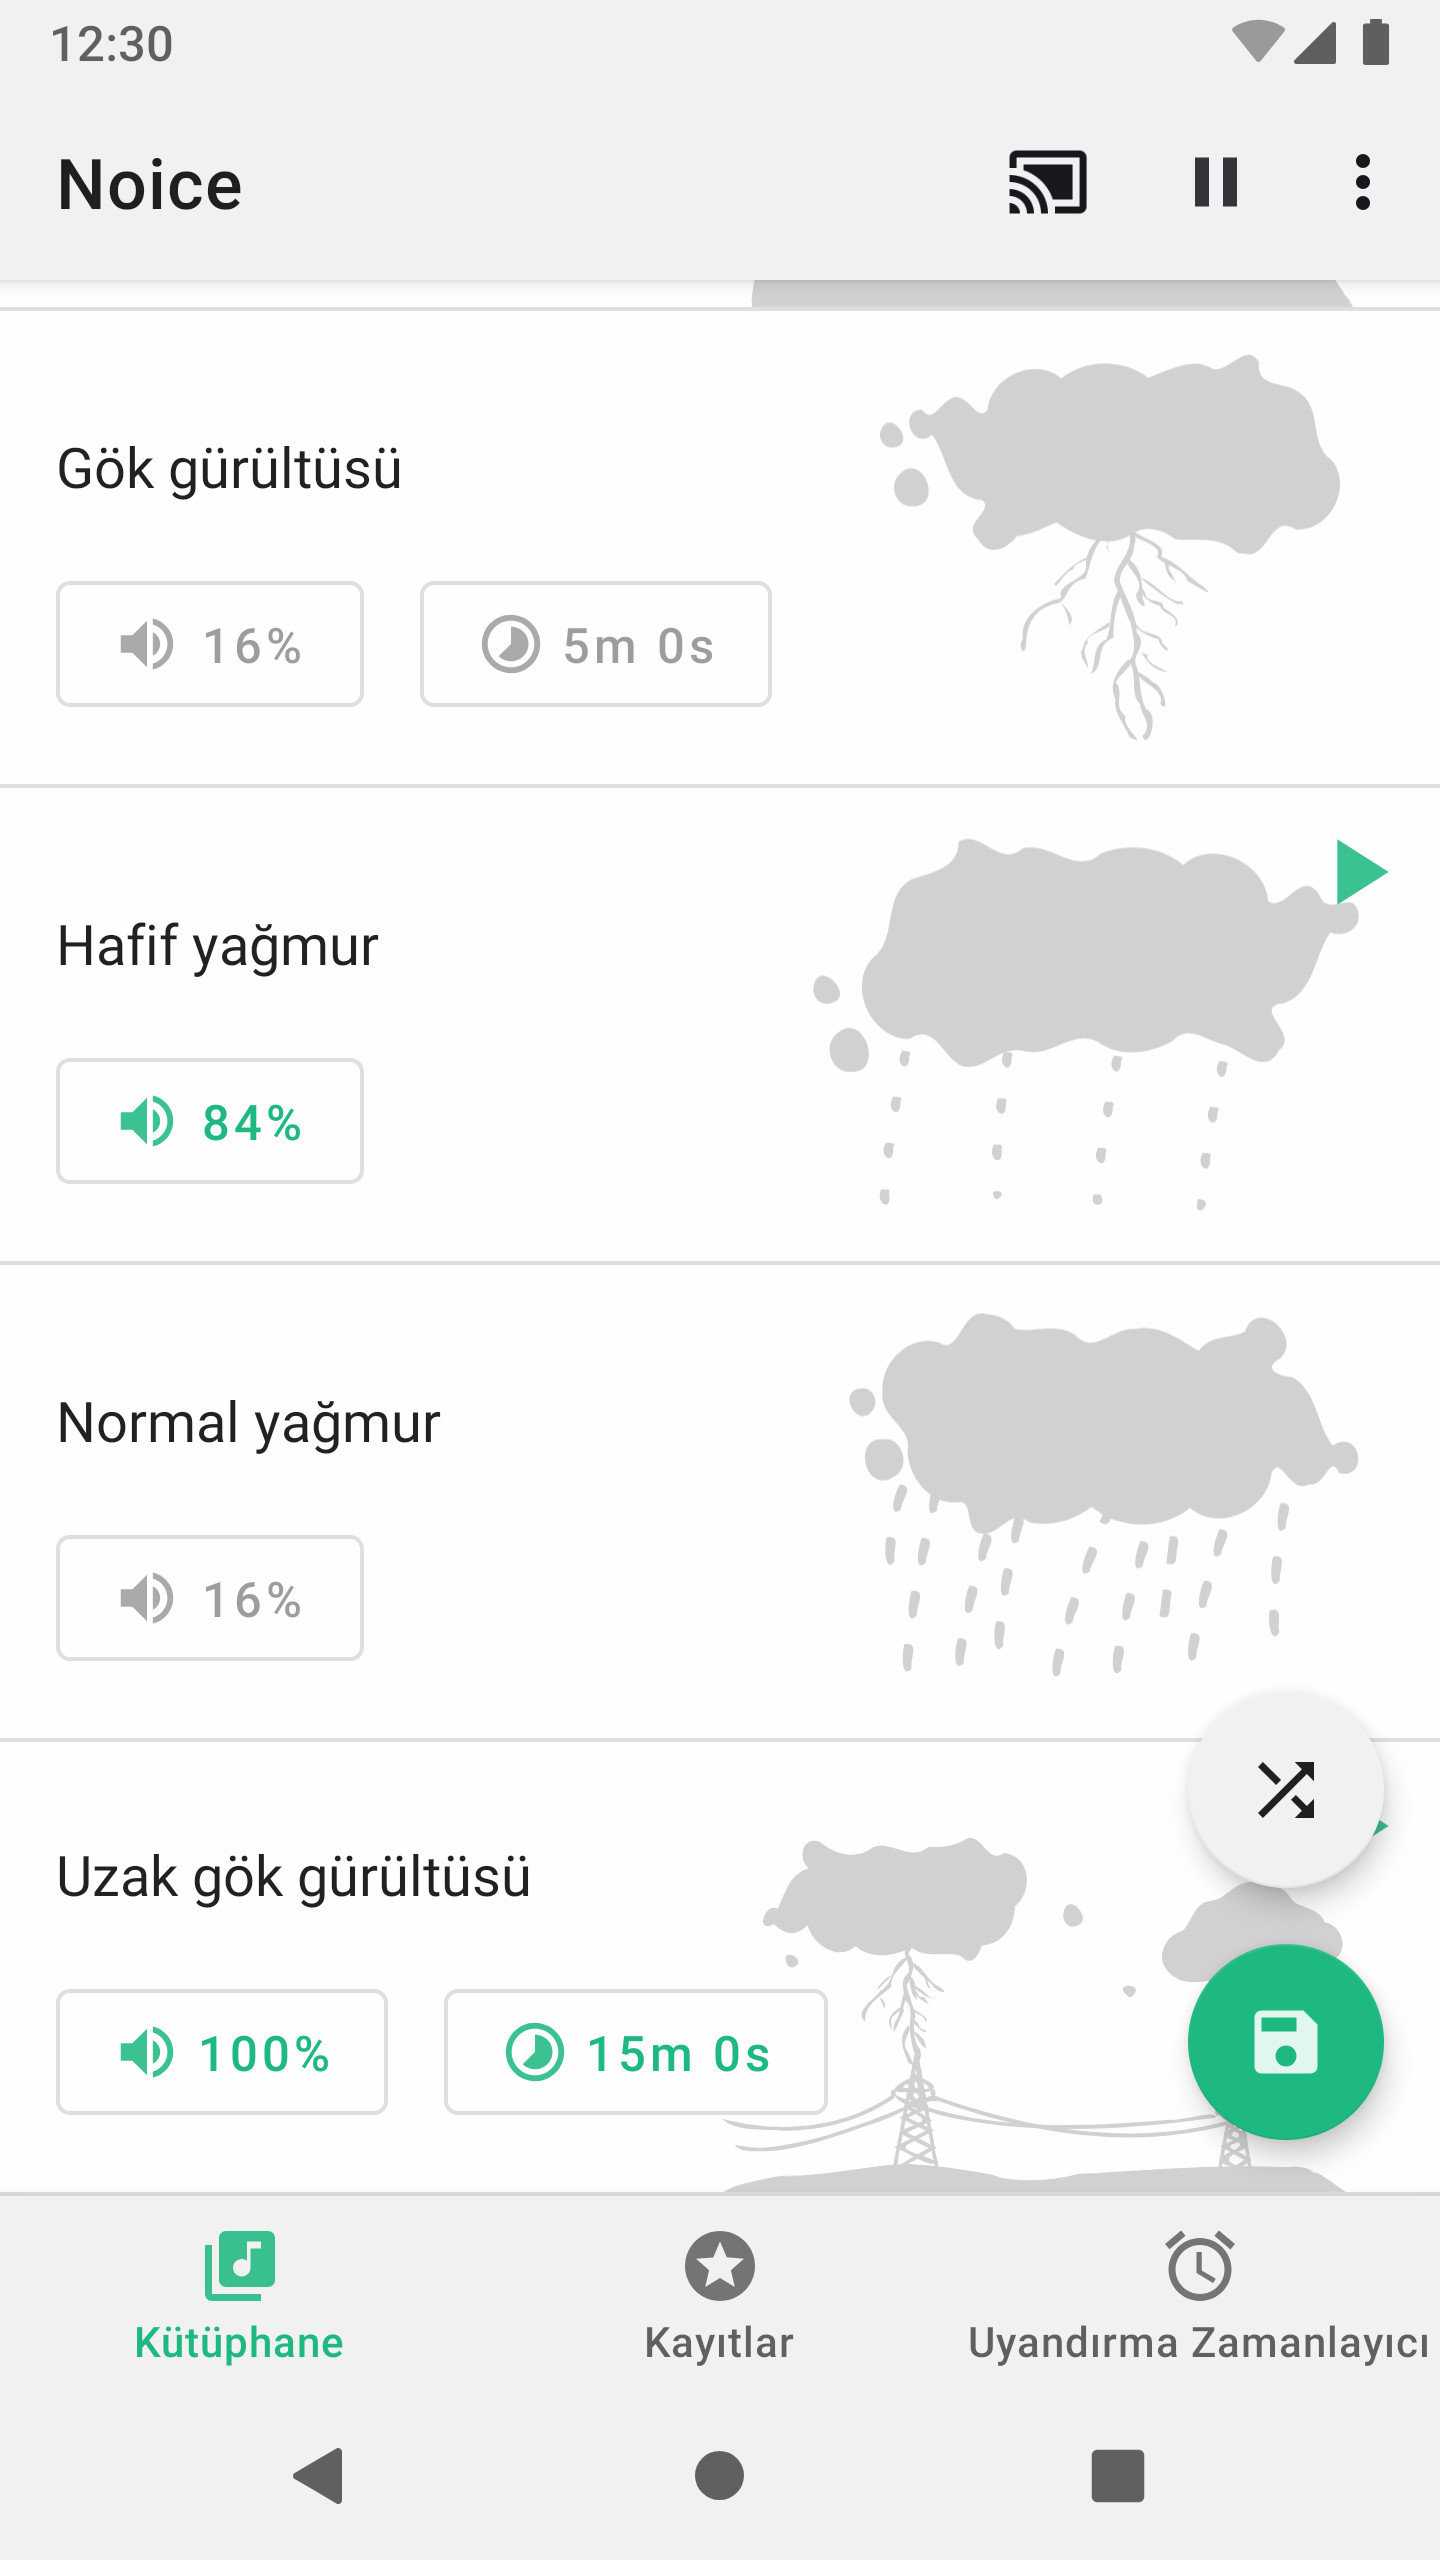 12:30
Noice
Gök gürültüsü
16%
5m 0s
Hafif yağmur
84%
Normal yağmur
16%
Uzak gök gürültüsü
100%
15m 0s
Kütüphane
Kayıtlar
Uyandırma Zamanlayıcı